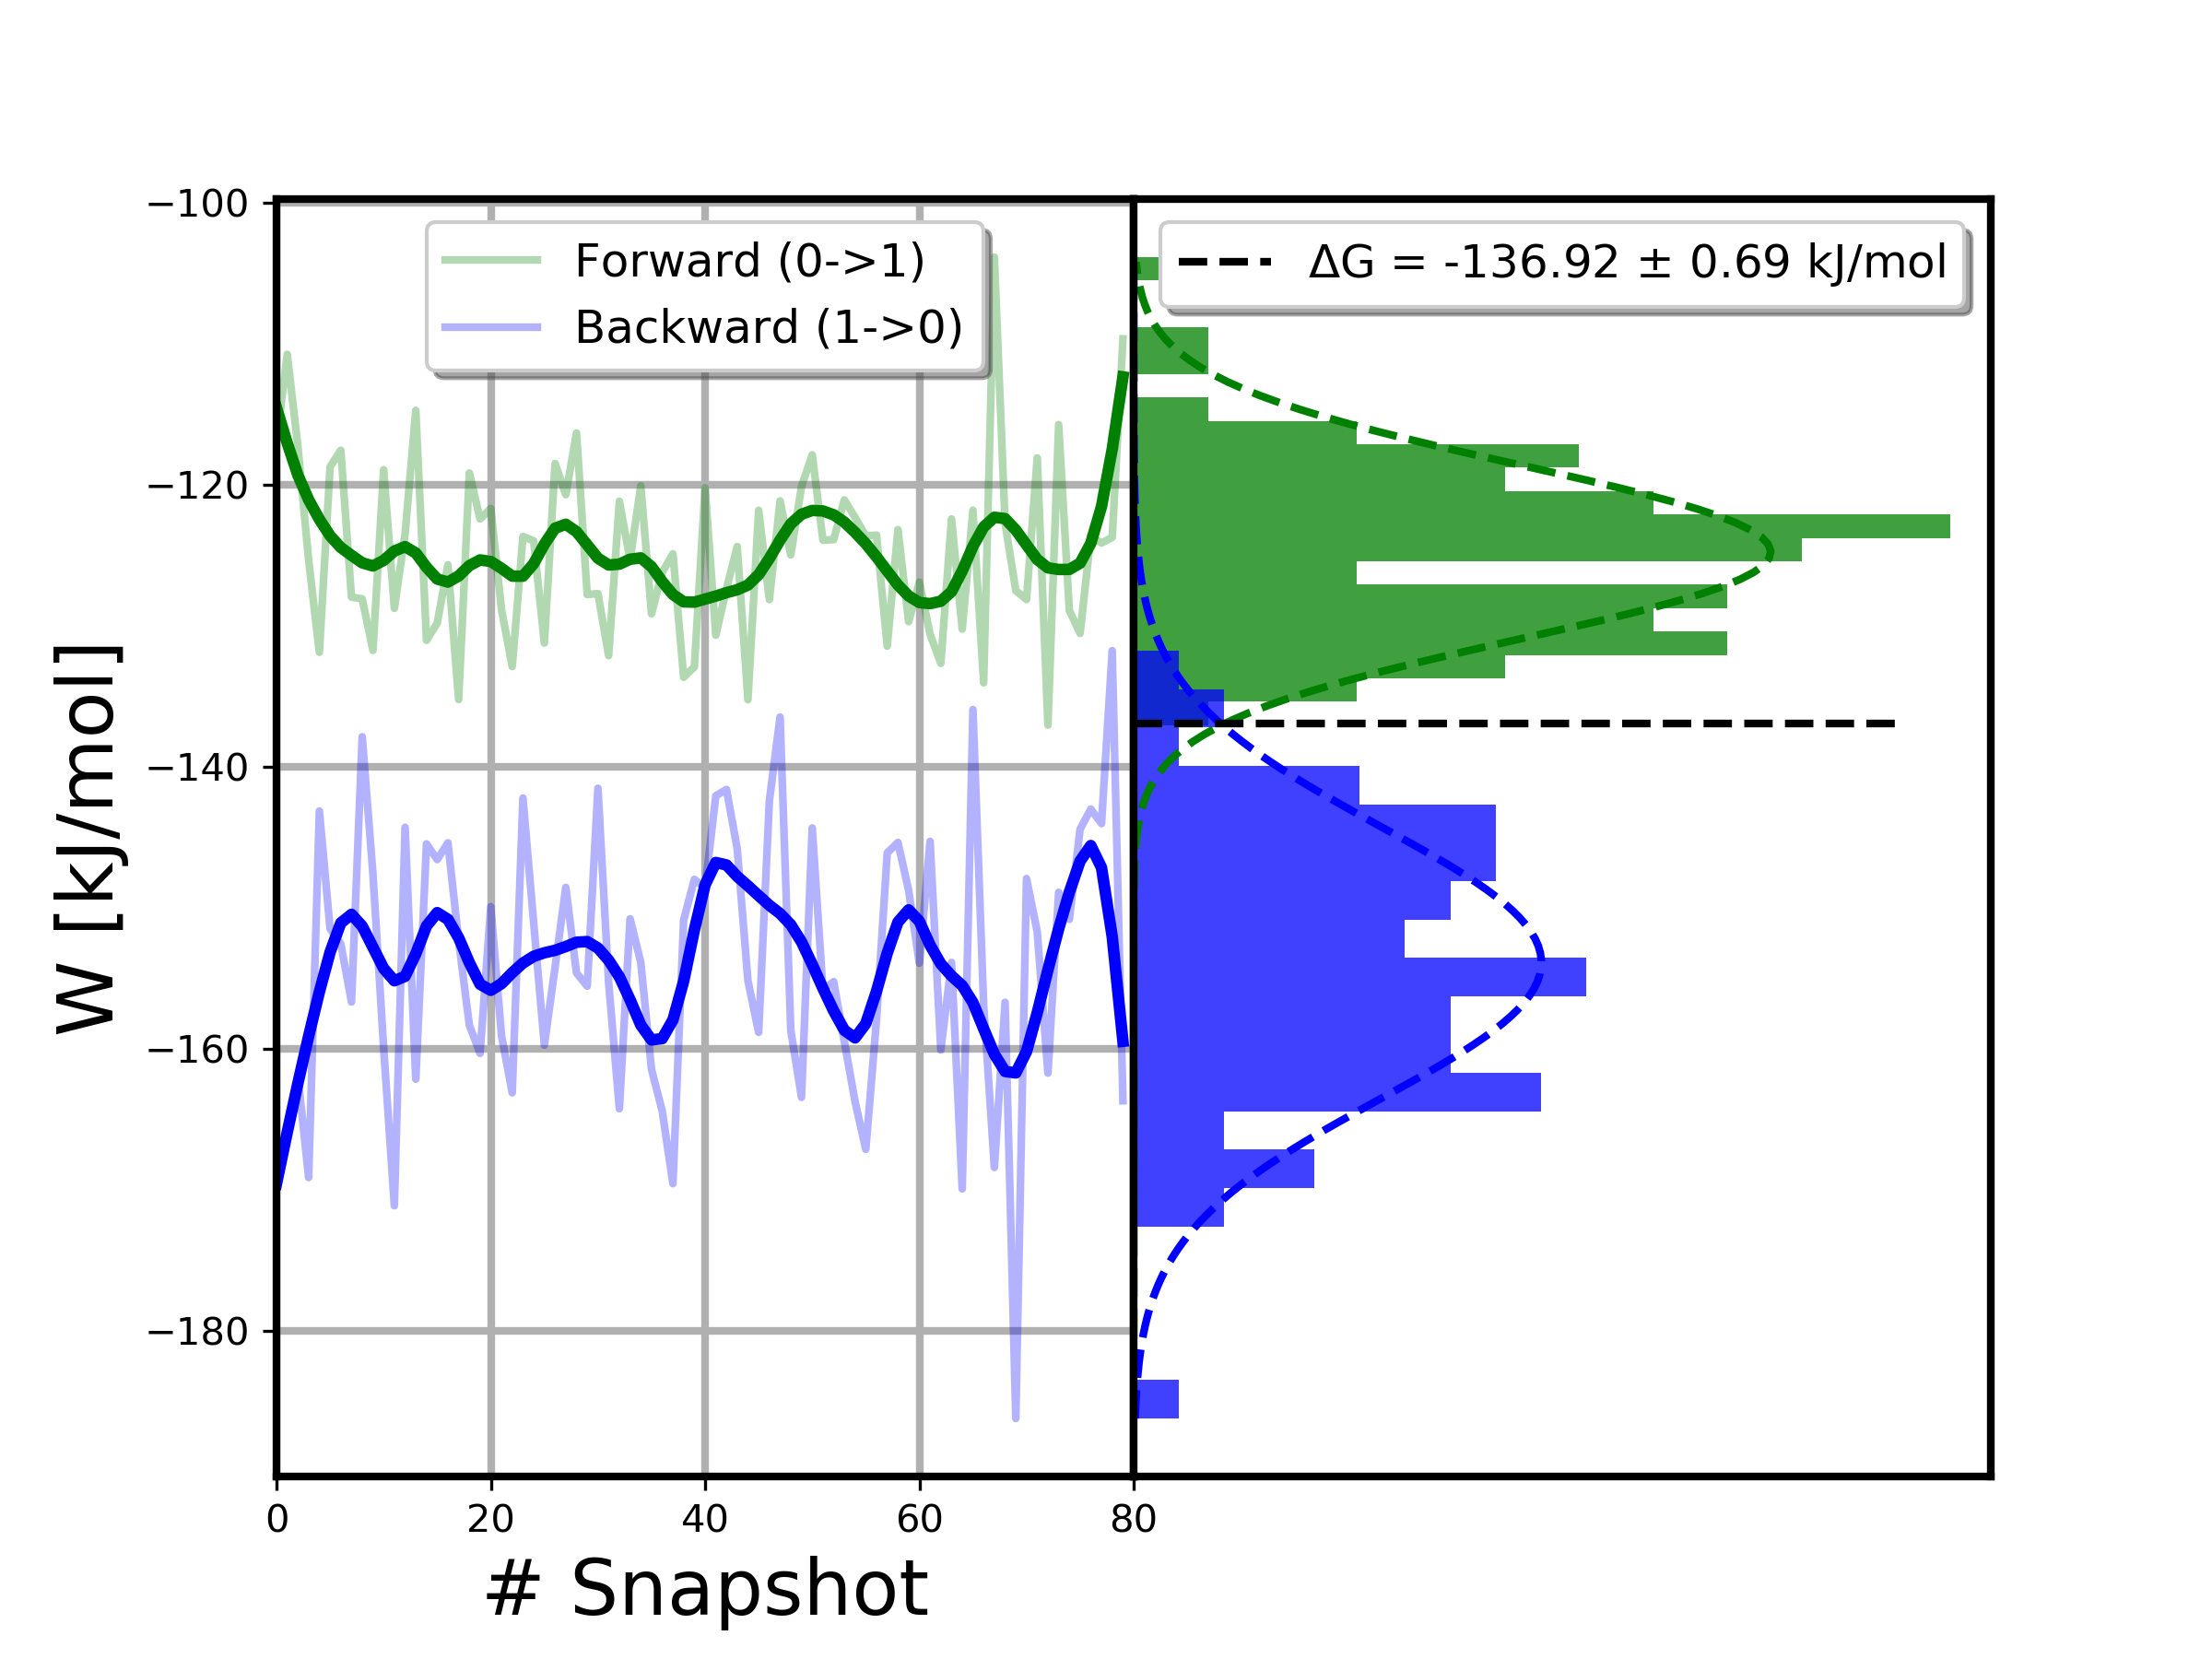 −100
Forward (0->1)
Backward (1->0)
ΔG = -136.92 ± 0.69 kJ/mol
−120
−140
−160
−180
W [kJ/mol]
0 20 40 60 80
# Snapshot